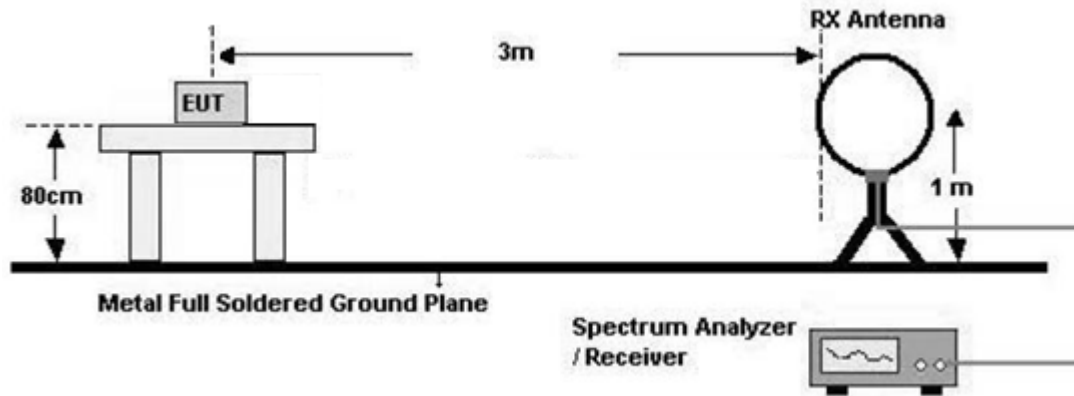 RX Antenna
3m
EUT
80cm
1 m
Metal Full Soldered Ground Plane
Spectrum Analyzer
/ Receiver